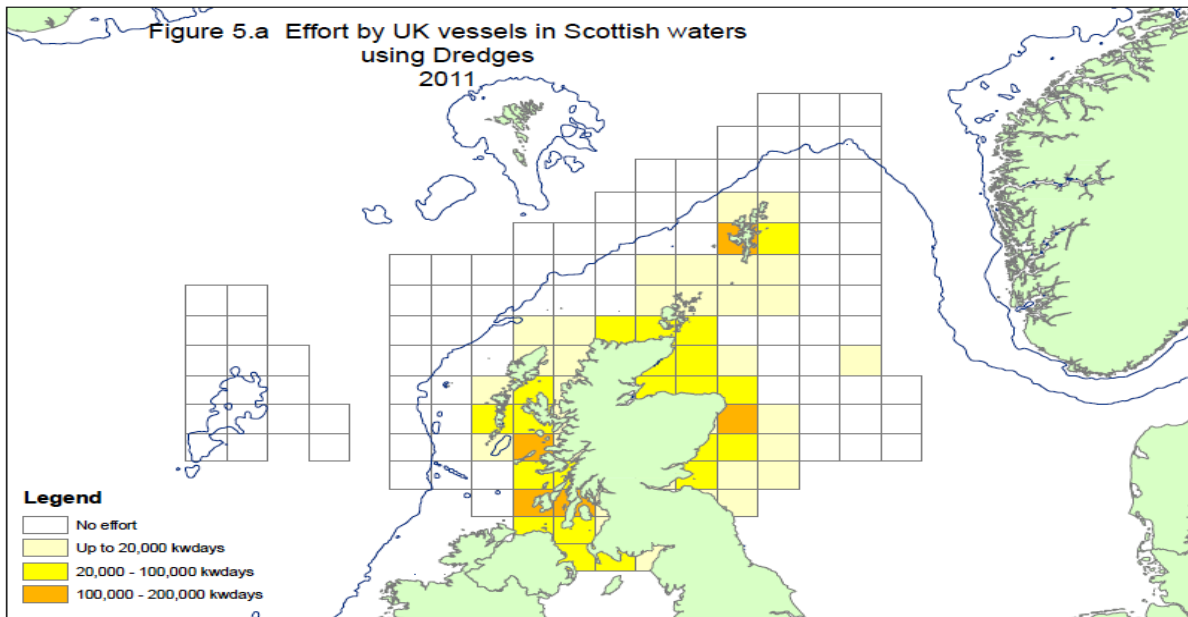 Figure 5.a Effort by UK vessels in Scottish waters
using Dredges
2011
Legend
No effort
Up to 20,000 kwdays
20,000 - 100,000 kwdays
100,000 - 200,000 kwdays